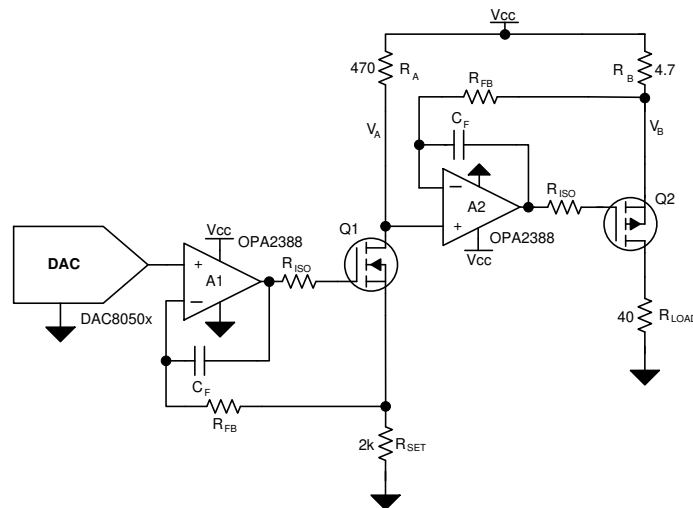 Vcc
470 R_A
R_B 4.7
R_FB
V_A
C_F
V_B
Q2
R_ISO
A2
Q1
OPA2388
Vcc
Vcc
OPA2388
DAC
A1
R_ISO
DAC8050x
40 R_LOAD
C_F
R_FB
2k R_SET